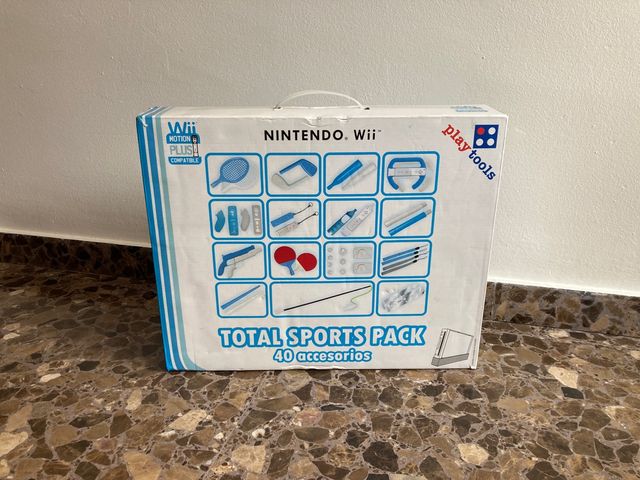 Wii
MOTION
PLUS
COMPATIBLE
NINTENDO Wii
play
tools
TOTAL SPORTS PACK
40 accesorios